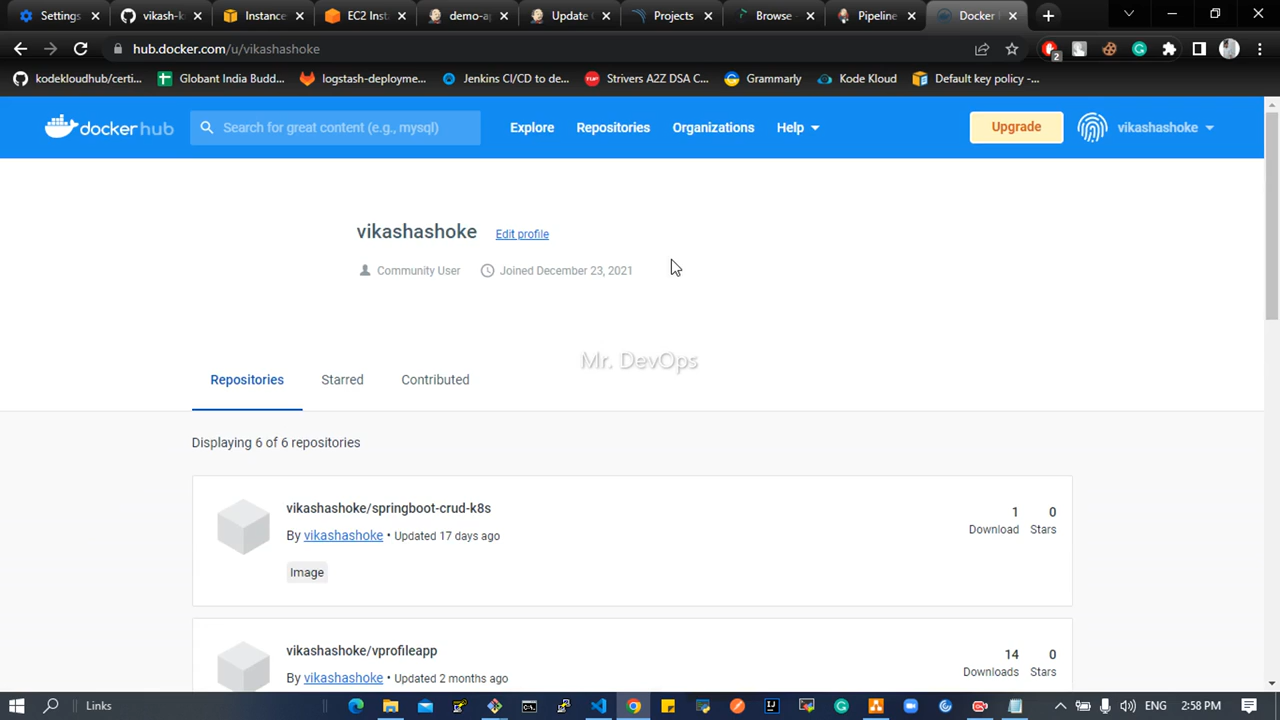 Settings
vikash-k
Instance
EC2 Inst
demo-a
Update
Projects
Browse
Pipeline
Docker
hub.docker.com/u/vikashashoke
2
kodekloudhub/certi...
Globant India Budd...
logstash-deployme...
Jenkins CI/CD to de...
Strivers A2Z DSA C...
Grammarly
Kode Kloud
Default key policy -...
docker hub
Search for great content (e.g., mysql)
Explore
Repositories
Organizations
Help
Upgrade
vikashashoke
vikashashoke
Edit profile
Community User
Joined December 23, 2021
Mr. DevOps
Repositories
Starred
Contributed
Displaying 6 of 6 repositories
vikashashoke/springboot-crud-k8s
By vikashashoke • Updated 17 days ago
Image
1
Download
0
Stars
vikashashoke/vprofileapp
By vikashashoke • Updated 2 months ago
14
Downloads
0
Stars
Links
ENG
2:58 PM